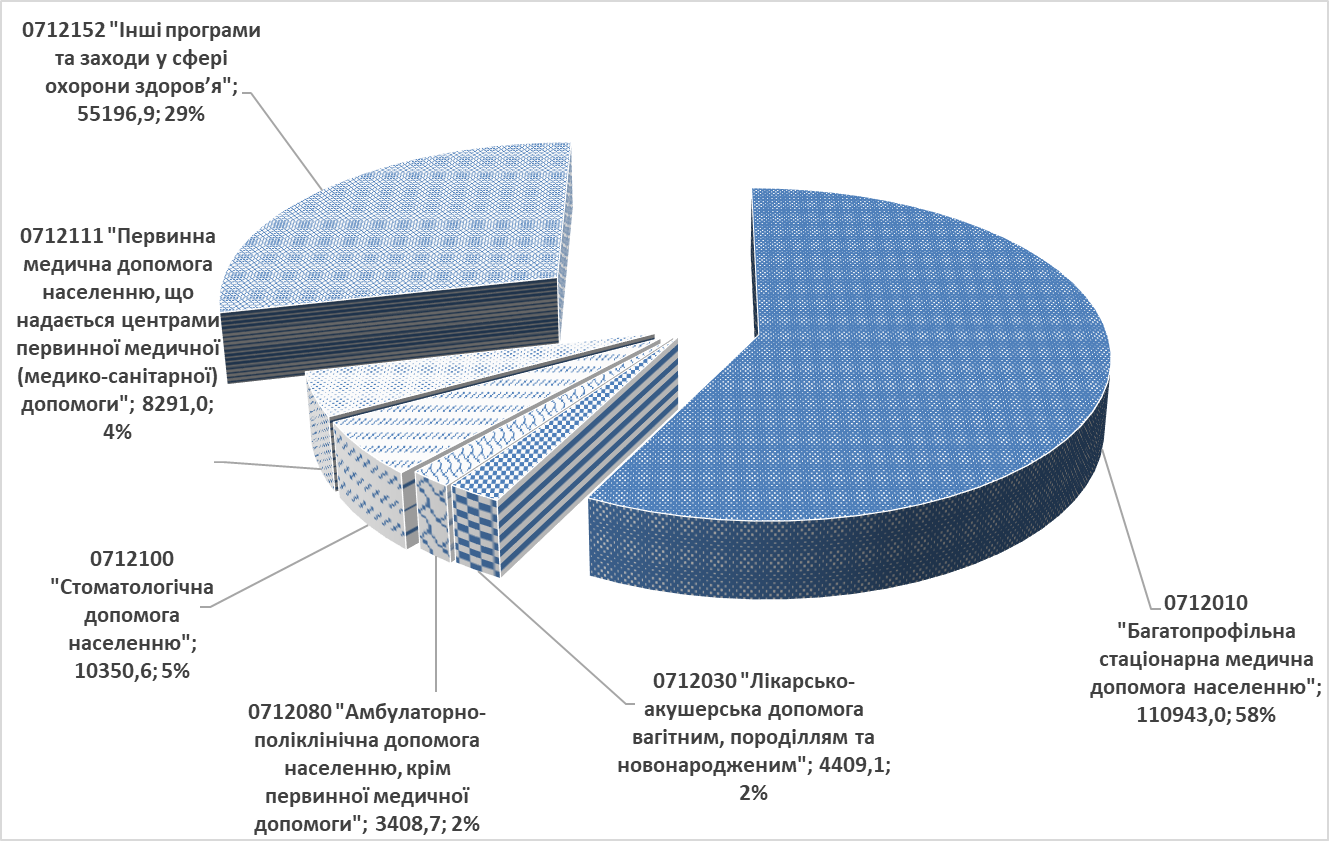 0712152 "Інші програми
та заходи у сфері
охорони здоров’я";
55196,9; 29%
0712111 "Первинна
медична допомога
населенню, що
надається центрами
первинної медичної
(медико-санітарної)
допомоги"; 8291,0;
4%
0712100
"Стоматологічна
допомога
населенню";
10350,6; 5%
0712080 "Амбулаторно-
поліклінічна допомога
населенню, крім
первинної медичної
допомоги"; 3408,7; 2%
0712030 "Лікарсько-
акушерська допомога
вагітним, породіллям та
новонародженим"; 4409,1;
2%
0712010
"Багатопрофільна
стаціонарна медична
допомога населенню";
110943,0; 58%